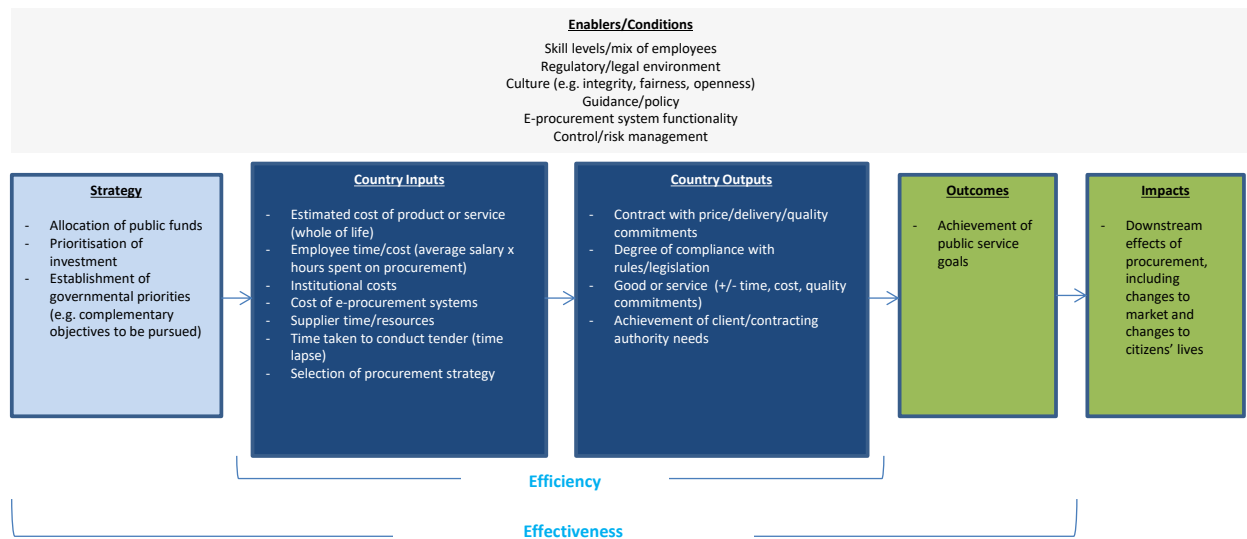 Enablers/Conditions
Skill levels/mix of employees
Regulatory/legal environment
Culture (e.g. integrity, fairness, openness)
Guidance/policy
E-procurement system functionality
Control/risk management
Strategy
- Allocation of public funds
- Prioritisation of
investment
- Establishment of
governmental priorities
(e.g. complementary
objectives to be pursued)
Country Inputs
- Estimated cost of product or service
(whole of life)
- Employee time/cost (average salary x
hours spent on procurement)
- Institutional costs
- Cost of e-procurement systems
- Supplier time/resources
- Time taken to conduct tender (time
lapse)
- Selection of procurement strategy
Country Outputs
- Contract with price/delivery/quality
commitments
- Degree of compliance with
rules/legislation
- Good or service (+/- time, cost, quality
commitments)
- Achievement of client/contracting
authority needs
Outcomes
- Achievement of
public service
goals
Impacts
- Downstream
effects of
procurement,
including
changes to
market and
changes to
citizens' lives
Efficiency
Effectiveness